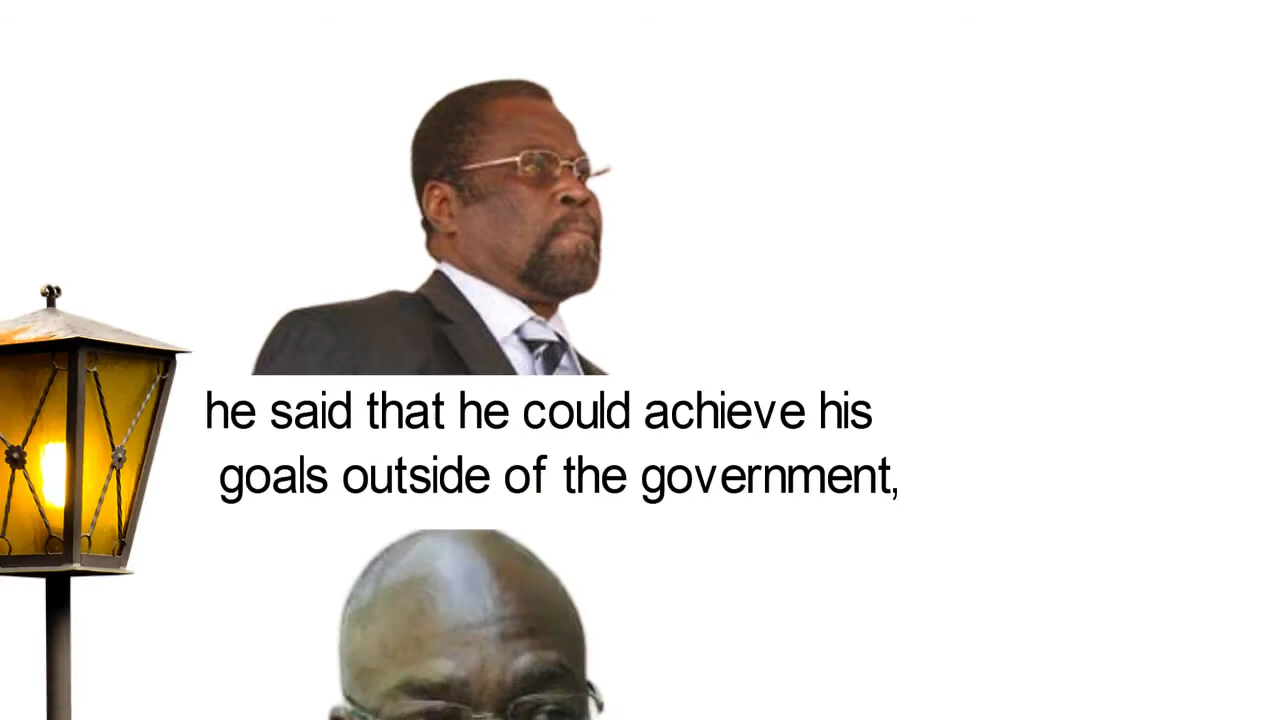 he said that he could achieve his
goals outside of the government,